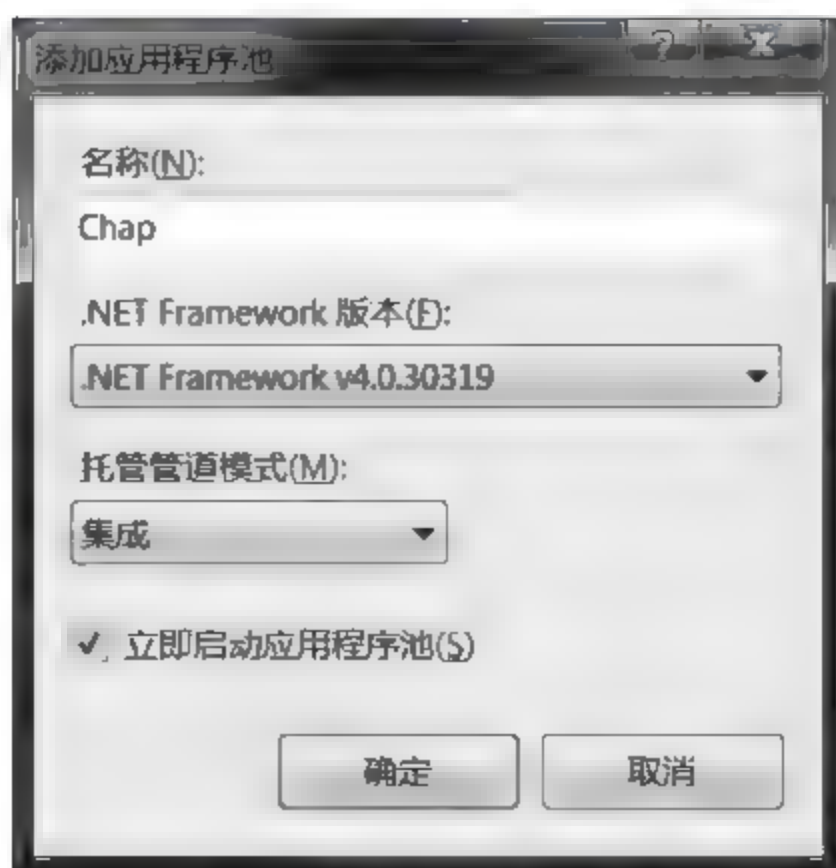 添加应用程序池
名称(N):
Chap
.NET Framework 版本(F):
.NET Framework v4.0.30319
托管管道模式(M):
集成
立即启动应用程序池(S)
确定
取消